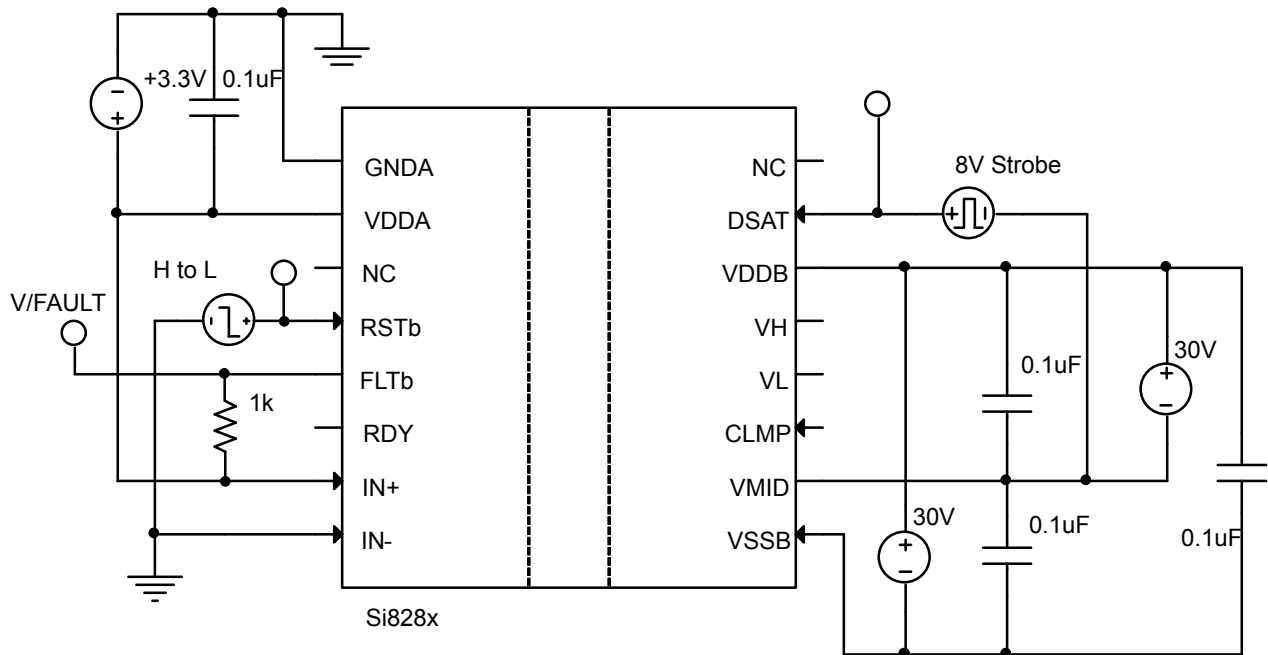 +3.3V 0.1uF
GNDA
VDDA
NC
RSTb
FLTb
RDY
IN+
IN-
H to L
V/FAULT
1k
Si828x
NC
DSAT
VDDB
VH
VL
CLMP
VMID
VSSB
8V Strobe
0.1uF
30V
30V
0.1uF
0.1uF